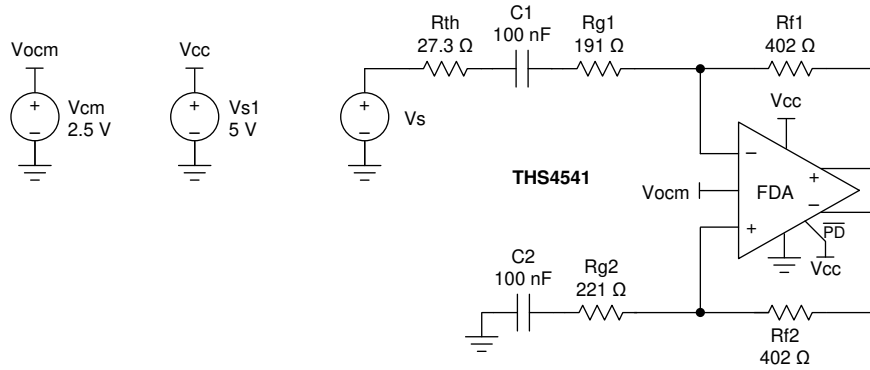 Vocm
Vcm
2.5 V
Vcc
Vs1
5 V
Vs
Rth
27.3 Ω
C1
100 nF
Rg1
191 Ω
Rf1
402 Ω
Vcc
THS4541
Vocm
FDA
PD
Vcc
C2
100 nF
Rg2
221 Ω
Rf2
402 Ω